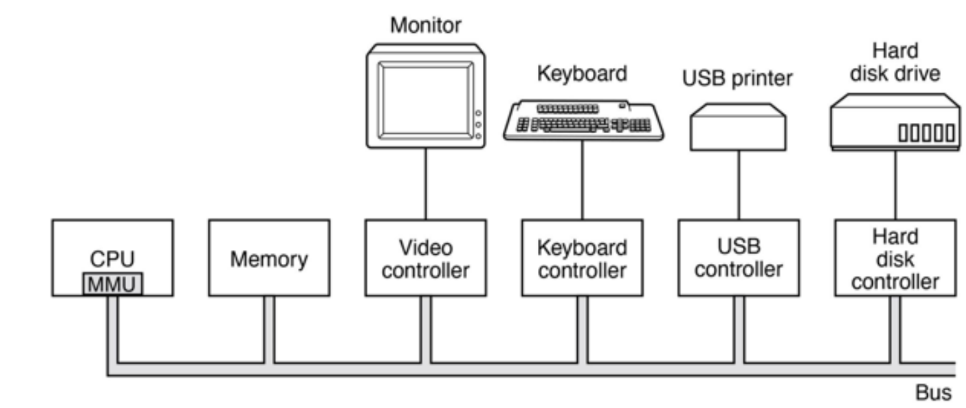 Monitor
Keyboard
USB printer
Hard
disk drive
CPU
MMU
Memory
Video
controller
Keyboard
controller
USB
controller
Hard
disk
controller
Bus